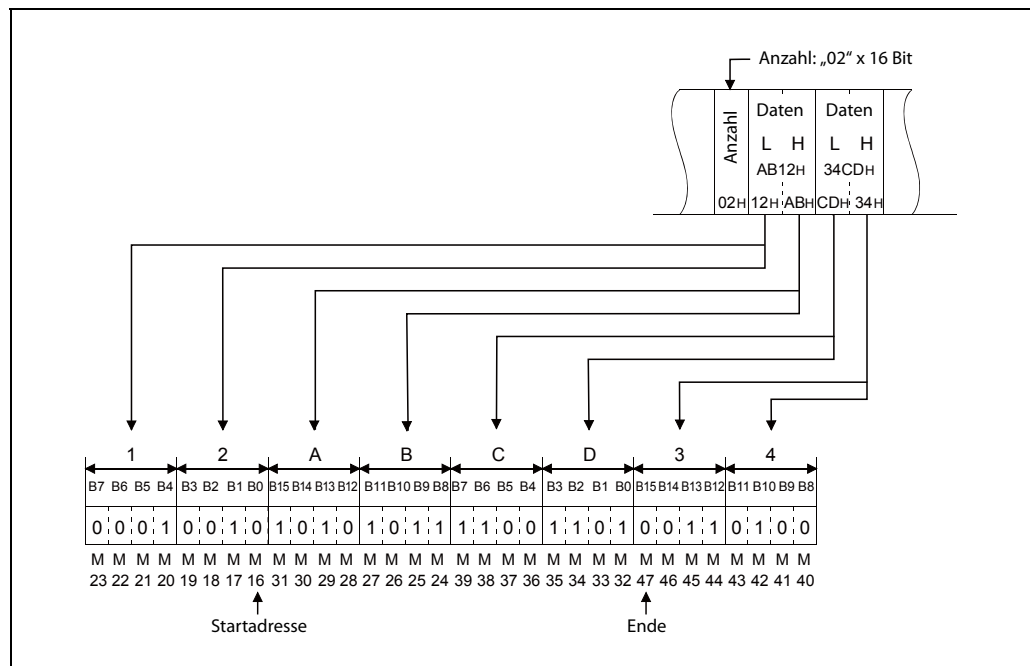 Anzahl: „02“ x 16 Bit
Anzahl
Daten Daten
L H L H
AB12H 34CDH
02H 12H ABH CDH 34H
1 2 A B C D 3 4
B7 B6 B5 B4 B3 B2 B1 B0 B15 B14 B13 B12 B11 B10 B9 B8 B7 B6 B5 B4 B3 B2 B1 B0 B15 B14 B13 B12 B11 B10 B9 B8
0 0 0 1 0 0 1 0 1 0 1 0 1 0 1 1 1 1 0 0 1 1 0 1 0 0 1 1 0 1 0 0
M M M M M M M M M M M M M M M M M M M M M M M M M M M M M M M M
23 22 21 20 19 18 17 16 31 30 29 28 27 26 25 24 39 38 37 36 35 34 33 32 47 46 45 44 43 42 41 40
Startadresse Ende